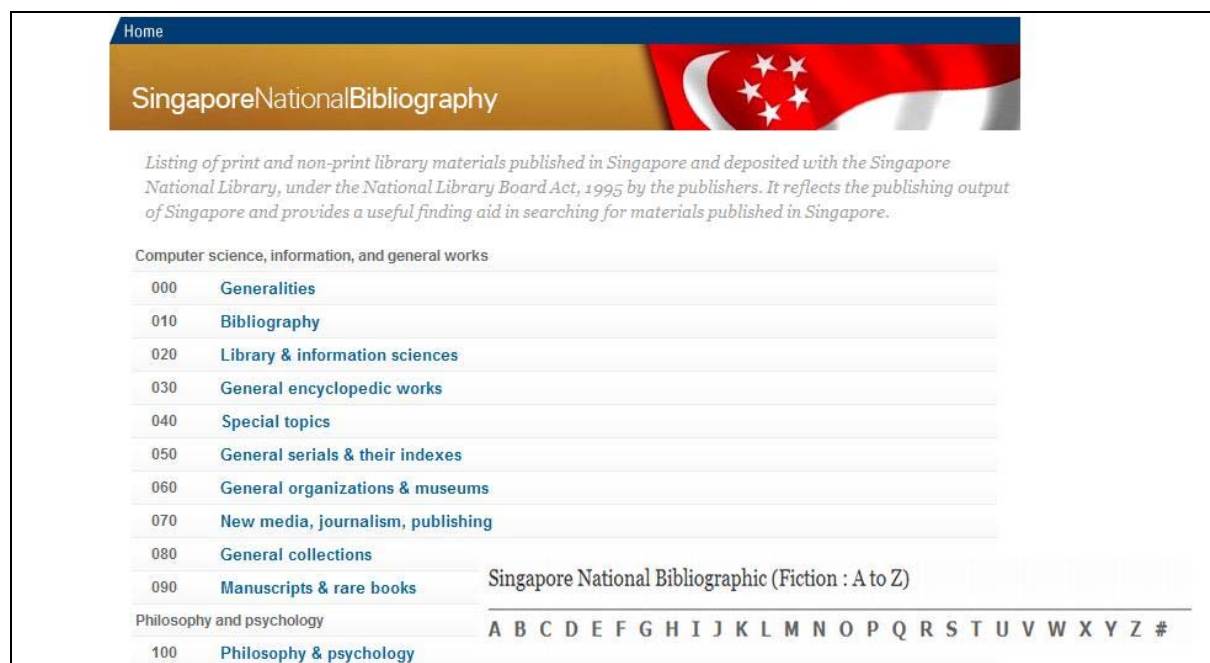 Home
SingaporeNationalBibliography
Listing of print and non-print library materials published in Singapore and deposited with the Singapore
National Library, under the National Library Board Act, 1995 by the publishers. It reflects the publishing output
of Singapore and provides a useful finding aid in searching for materials published in Singapore.
Computer science, information, and general works
000 Generalities
010 Bibliography
020 Library & information sciences
030 General encyclopedic works
040 Special topics
050 General serials & their indexes
060 General organizations & museums
070 New media, journalism, publishing
080 General collections
090 Manuscripts & rare books
Philosophy and psychology
100 Philosophy & psychology
Singapore National Bibliographic (Fiction : A to Z)
A B C D E F G H I J K L M N O P Q R S T U V W X Y Z #